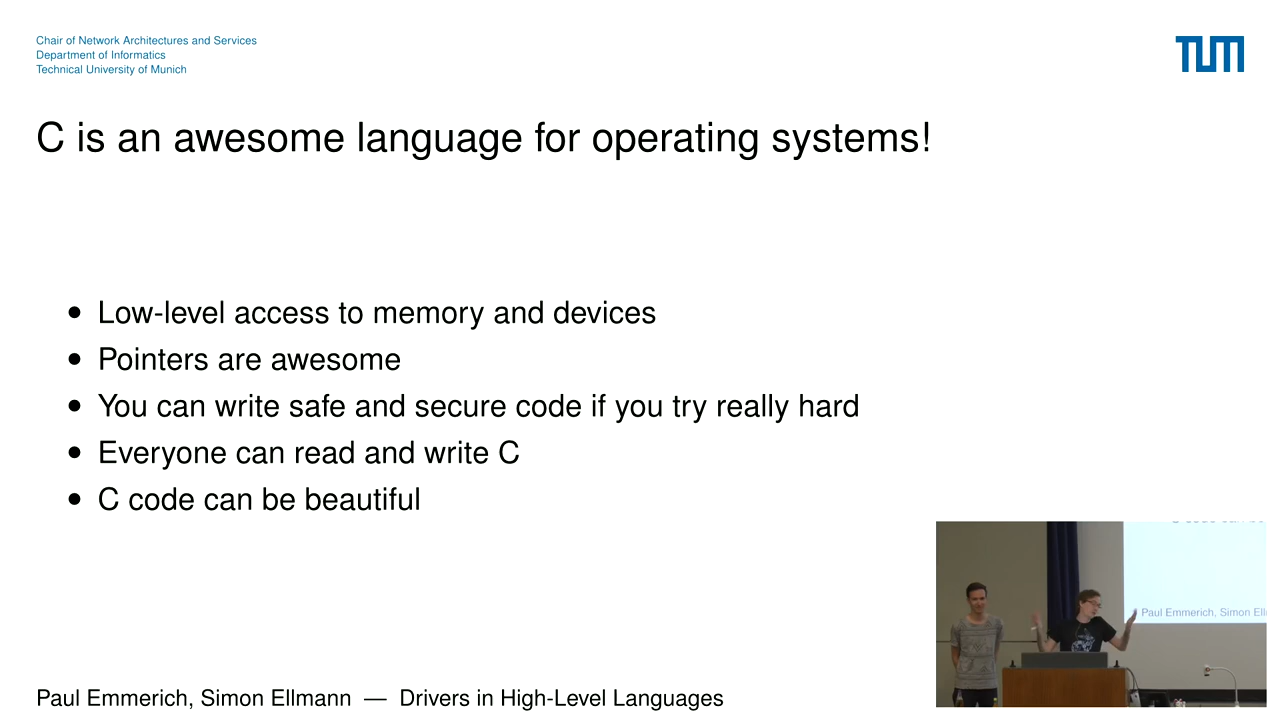 Chair of Network Architectures and Services
Department of Informatics
Technical University of Munich
TUM
C is an awesome language for operating systems!
• Low-level access to memory and devices
• Pointers are awesome
• You can write safe and secure code if you try really hard
• Everyone can read and write C
• C code can be beautiful
Paul Emmerich, Simon Ell
Paul Emmerich, Simon Ellmann — Drivers in High-Level Languages